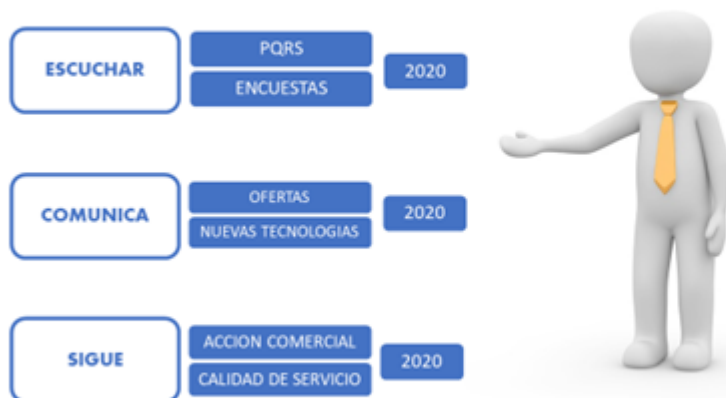 ESCUCHAR
PQRS
ENCUESTAS
2020
COMUNICA
OFERTAS
NUEVAS TECNOLOGIAS
2020
SIGUE
ACCION COMERCIAL
CALIDAD DE SERVICIO
2020